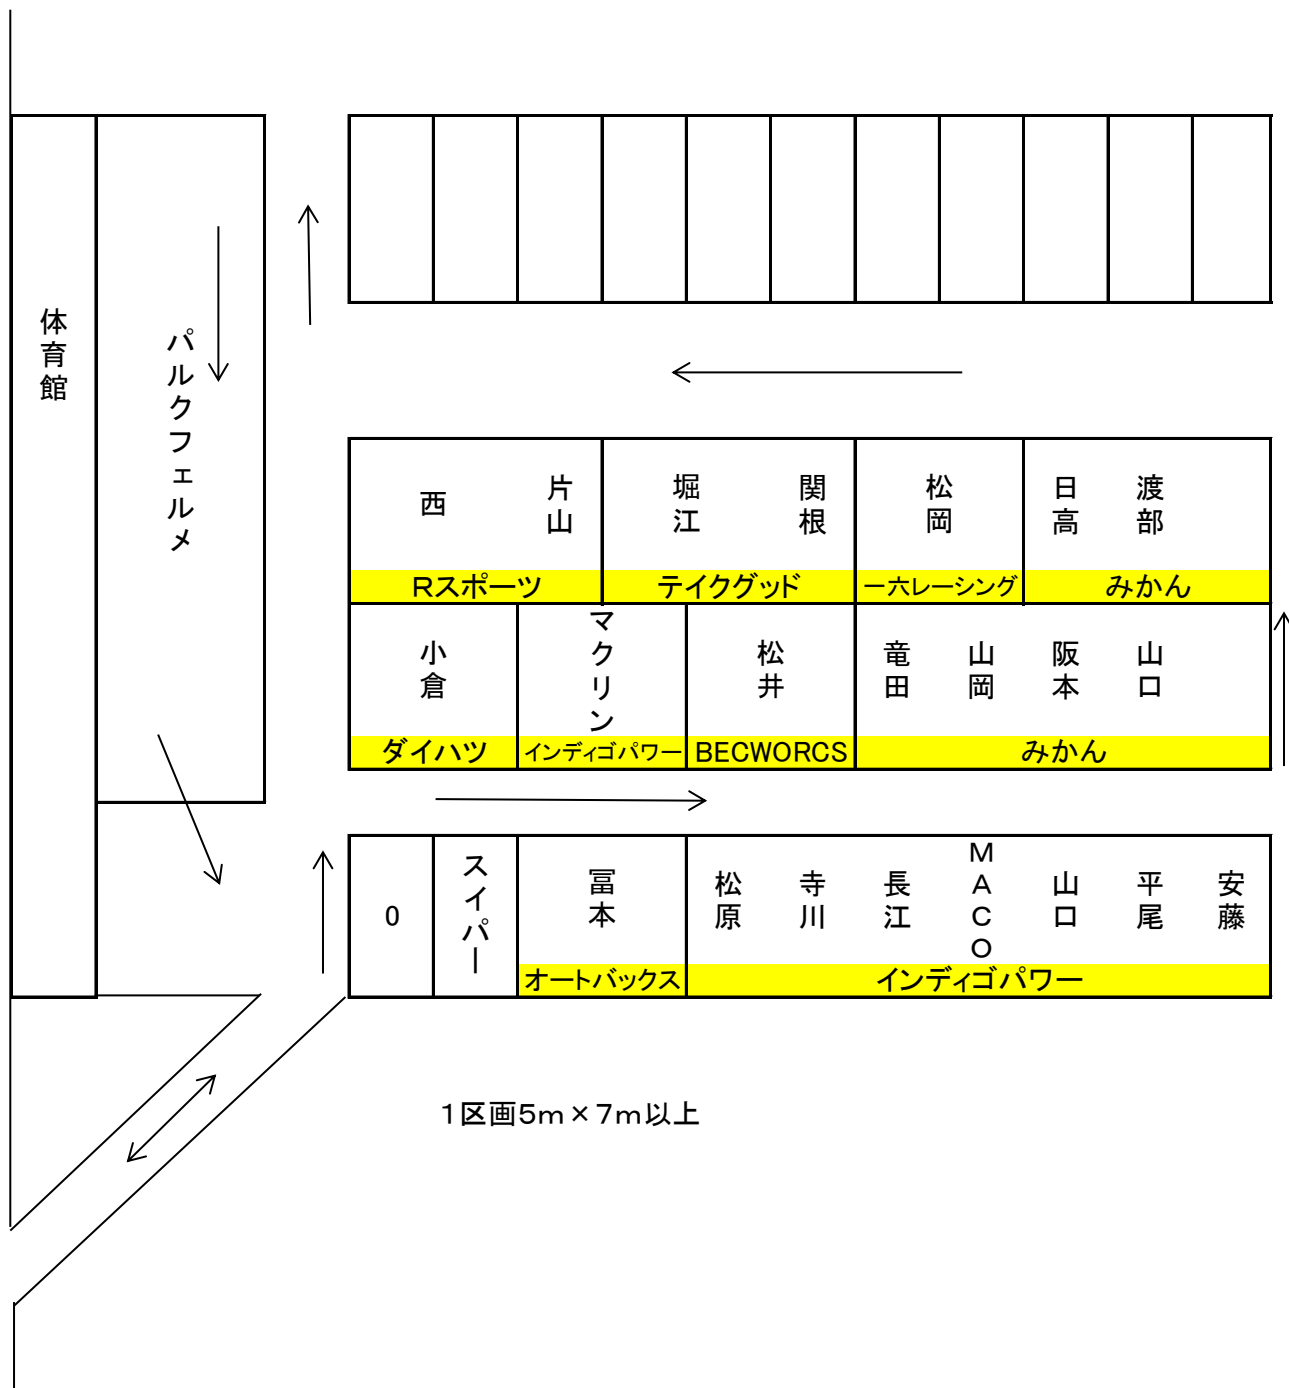 体育館
パルクフェルメ
西
片山
堀江
関根
松岡
日高
渡部
Rスポーツ
テイクグッド
一六レーシング
みかん
小倉
マクリン
松井
竜田
山岡
阪本
山口
ダイハツ
インディゴパワー
BECWORCS
みかん
0
スイパー
冨本
松原
寺川
長江
MACO
山口
平尾
安藤
オートバックス
インディゴパワー
1区画5m×7m以上